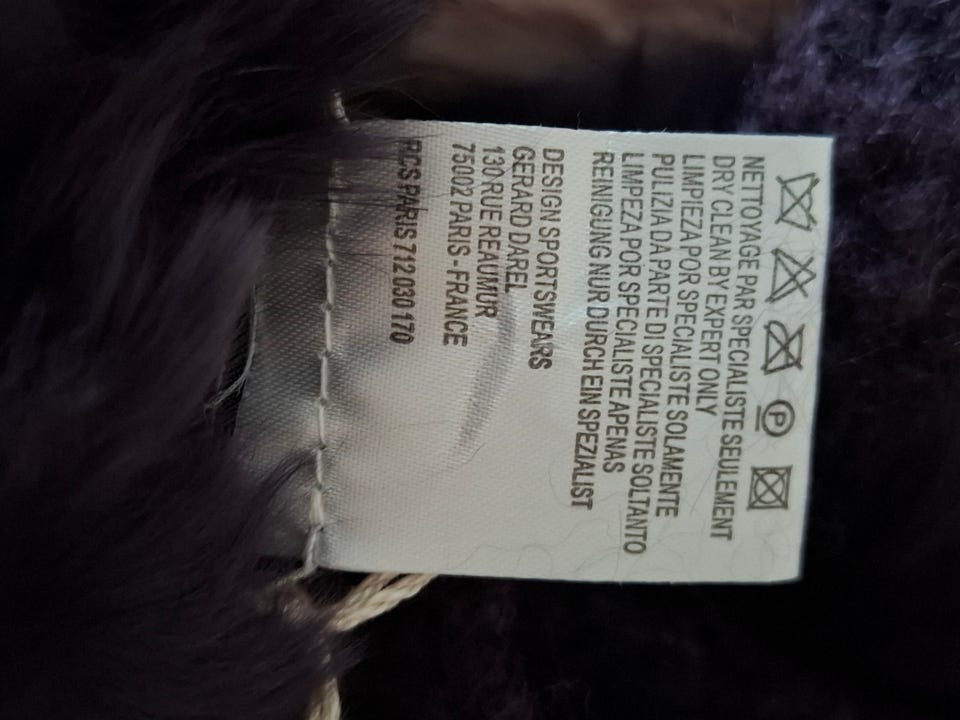 P
NETTOYAGE PAR SPECIALISTE SEULEMENT
DRY CLEAN BY EXPERT ONLY
LIMPIEZA POR SPECIALISTE SOLAMENTE
PULIZIA DA PARTE DI SPECIALISTE SOLTANTO
LIMPEZA POR SPECIALISTE APENAS
REINIGUNG NUR DURCH EIN SPEZIALIST
DESIGN SPORTSWEARS
GERARD DAREL
130 RUE REAUMUR
75002 PARIS - FRANCE
RCS PARIS 712 030 170